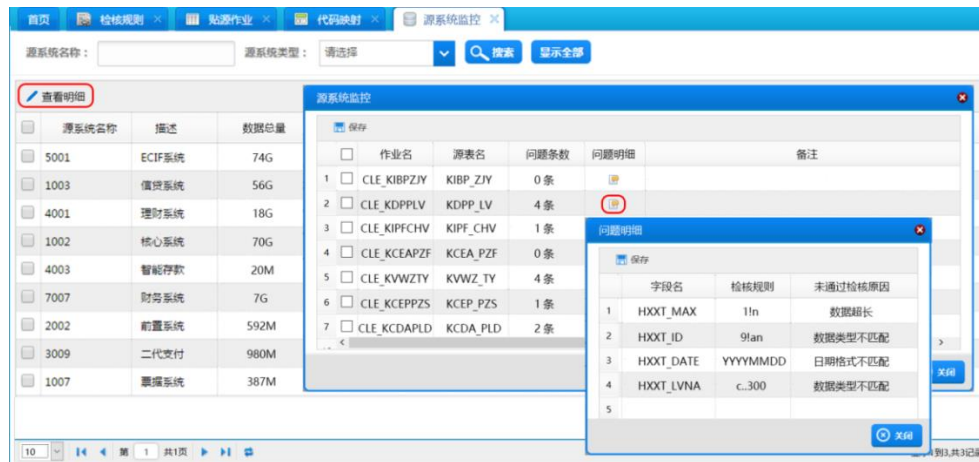 首页 检核规则 贴源作业 代码映射 源系统监控
源系统名称： 源系统类型： 请选择 搜索 显示全部
查看明细
源系统名称 描述 数据总量
5001 ECIF系统 74G
1003 信贷系统 56G
4001 理财系统 18G
1002 核心系统 70G
4003 智能存款 20M
7007 财务系统 7G
2002 前置系统 592M
3009 二代支付 980M
1007 票据系统 387M
源系统监控
保存
作业名 源表名 问题条数 问题明细 备注
1 CLE_KIBPZJY KIBP_ZJY 0条
2 CLE_KDPPLV KDPP_LV 4条
3 CLE_KIPFCHV KIPF_CHV 1条
4 CLE_KCEAPZF KCEA_PZF 0条
5 CLE_KVWZTY KVWZ_TY 4条
6 CLE_KCEPPZS KCEP_PZS 1条
7 CLE_KCDAPLD KCDA_PLD 2条
关闭
问题明细
保存
字段名 检核规则 未通过检核原因
1 HXXT_MAX 1!n 数据超长
2 HXXT_ID 9!an 数据类型不匹配
3 HXXT_DATE YYYYMMDD 日期格式不匹配
4 HXXT_LVNA c..300 数据类型不匹配
5
关闭
10 第 1 共1页 到3,共3记